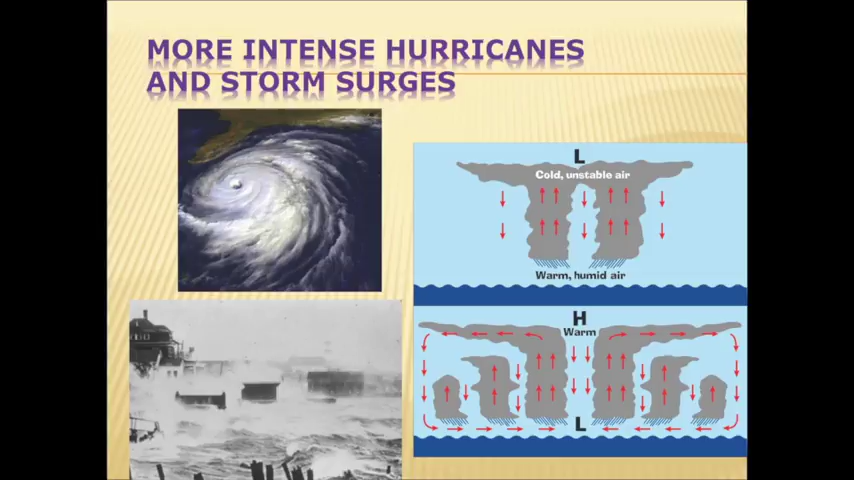 MORE INTENSE HURRICANES
AND STORM SURGES
L
Cold, unstable air
Warm, humid air
H
Warm
L